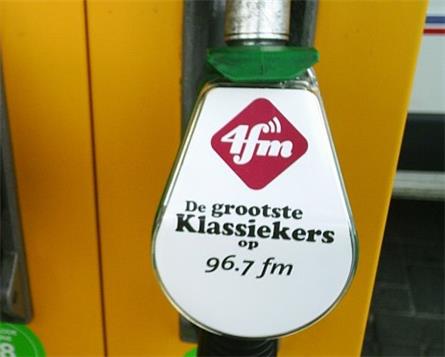 4fm
De grootste
Klassiekers
op
96.7 fm